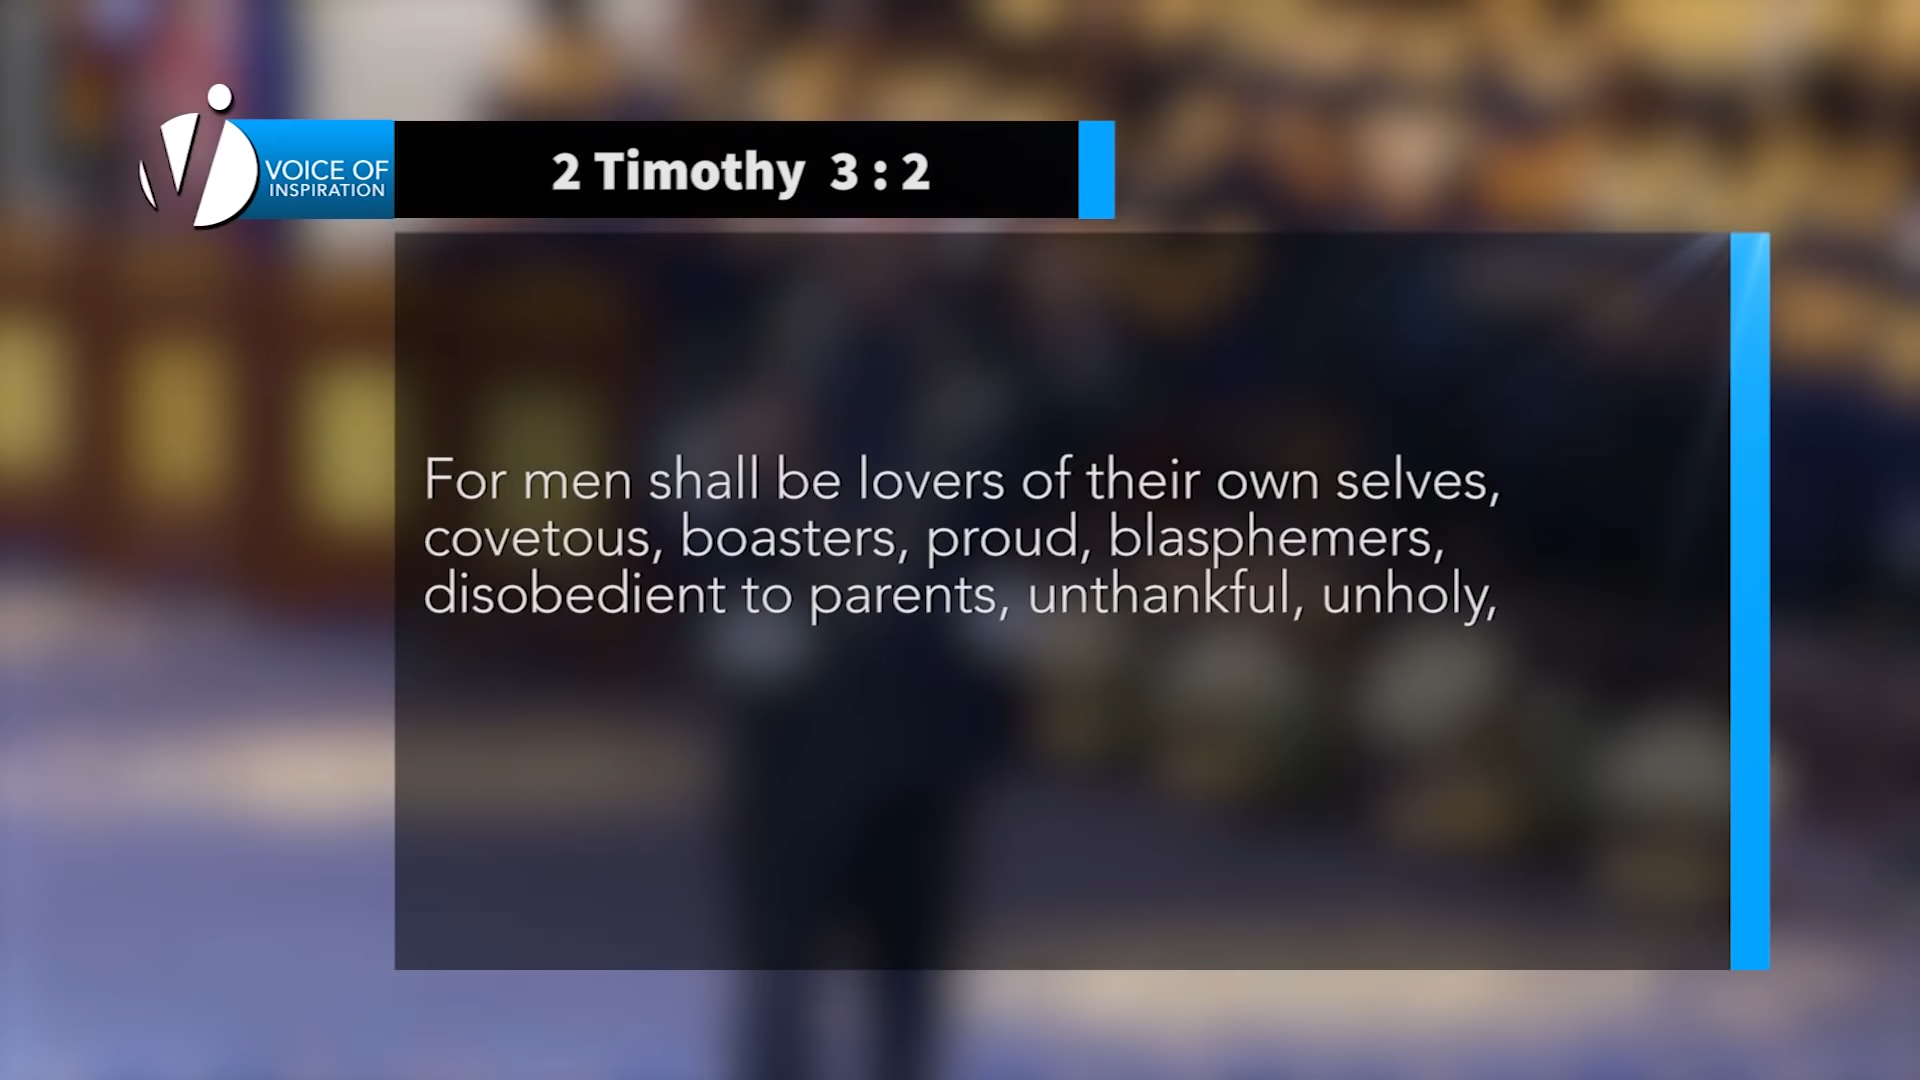 VOICE OF
INSPIRATION
2 Timothy 3 : 2
For men shall be lovers of their own selves,
covetous, boasters, proud, blasphemers,
disobedient to parents, unthankful, unholy,